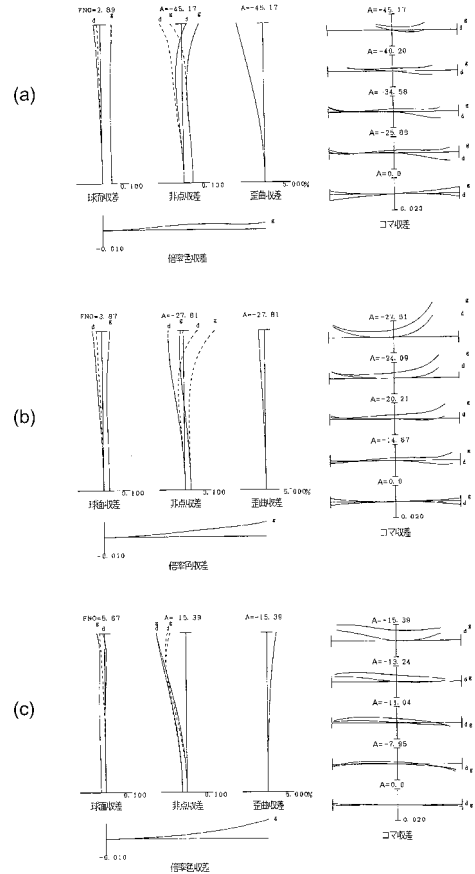 (a)
FNO=2.89
A=-45.17
A=-45.17
d
g
d g d g
0.100
球面収差
0.100
非点収差
5.000%
歪曲収差
g
-0.010
倍率色収差
A=-45.17
g
A=-40.20
g
d
A=-34.58
g
d
A=-25.89
g
d
A=0.0
g
d
0.020
コマ収差
(b)
FNO=3.87
A=-27.81
A=-27.81
d g
d g d g
0.100
球面収差
0.100
非点収差
5.000%
歪曲収差
g
-0.010
倍率色収差
A=-27.81
g
d
A=-24.09
g
d
A=-20.21
g
d
A=-14.67
g
d
A=0.0
g
d
0.020
コマ収差
(c)
FNO=5.67
A=-15.39
A=-15.39
g
d
g g
d d
0.100
球面収差
0.100
非点収差
5.000%
歪曲収差
g
-0.010
倍率色収差
A=-15.39
g
d
A=-13.24
d g
A=-11.04
d g
A=-7.95
d g
A=0.0
d g
0.020
コマ収差